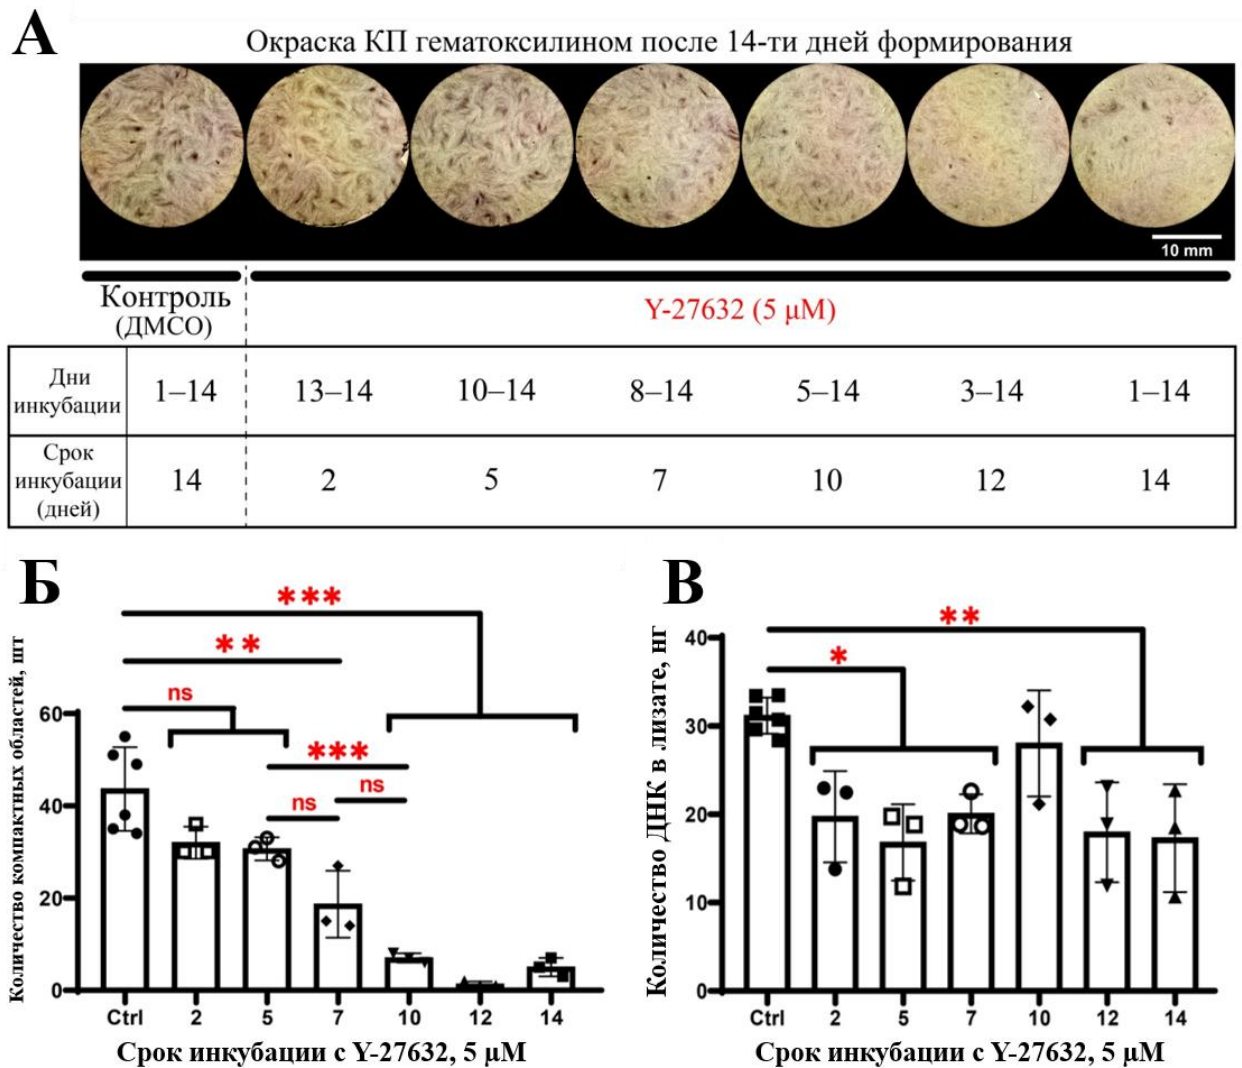 А
Окраска КП гематоксилином после 14-ти дней формирования
10 mm
Контроль
(ДМСО)
Y-27632 (5 μM)
Дни
инкубации
1–14
13–14
10–14
8–14
5–14
3–14
1–14
Срок
инкубации
(дней)
14
2
5
7
10
12
14
Б
Количество компактных областей, шт
***
**
ns
***
ns
ns
60
40
20
0
Ctrl
2
5
7
10
12
14
Срок инкубации с Y-27632, 5 μM
В
Количество ДНК в лизате, нг
**
*
40
30
20
10
0
Ctrl
2
5
7
10
12
14
Срок инкубации с Y-27632, 5 μM